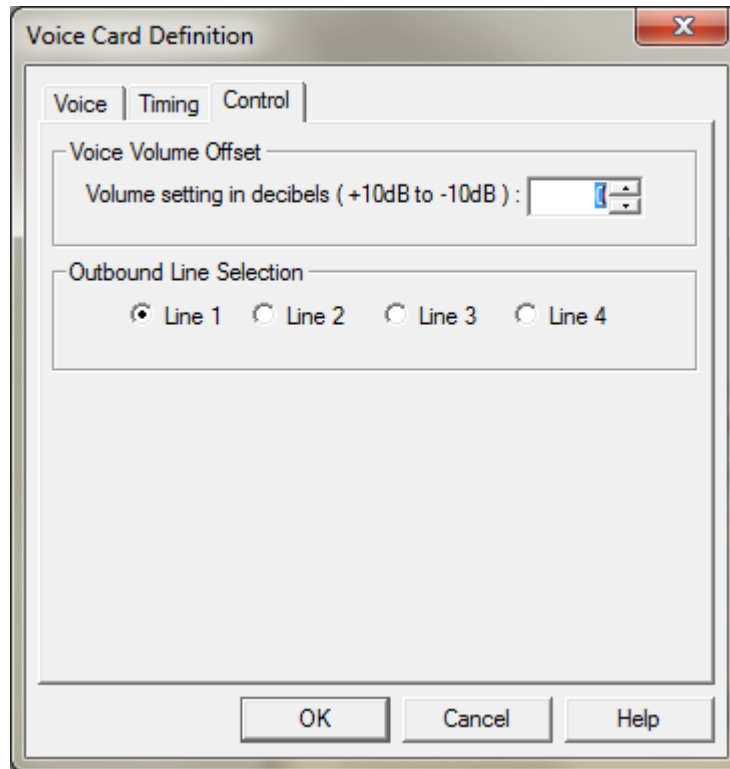 Voice Card Definition
Voice Timing Control
Voice Volume Offset
Volume setting in decibels ( +10dB to -10dB ) : 0
Outbound Line Selection
Line 1 Line 2 Line 3 Line 4
OK Cancel Help